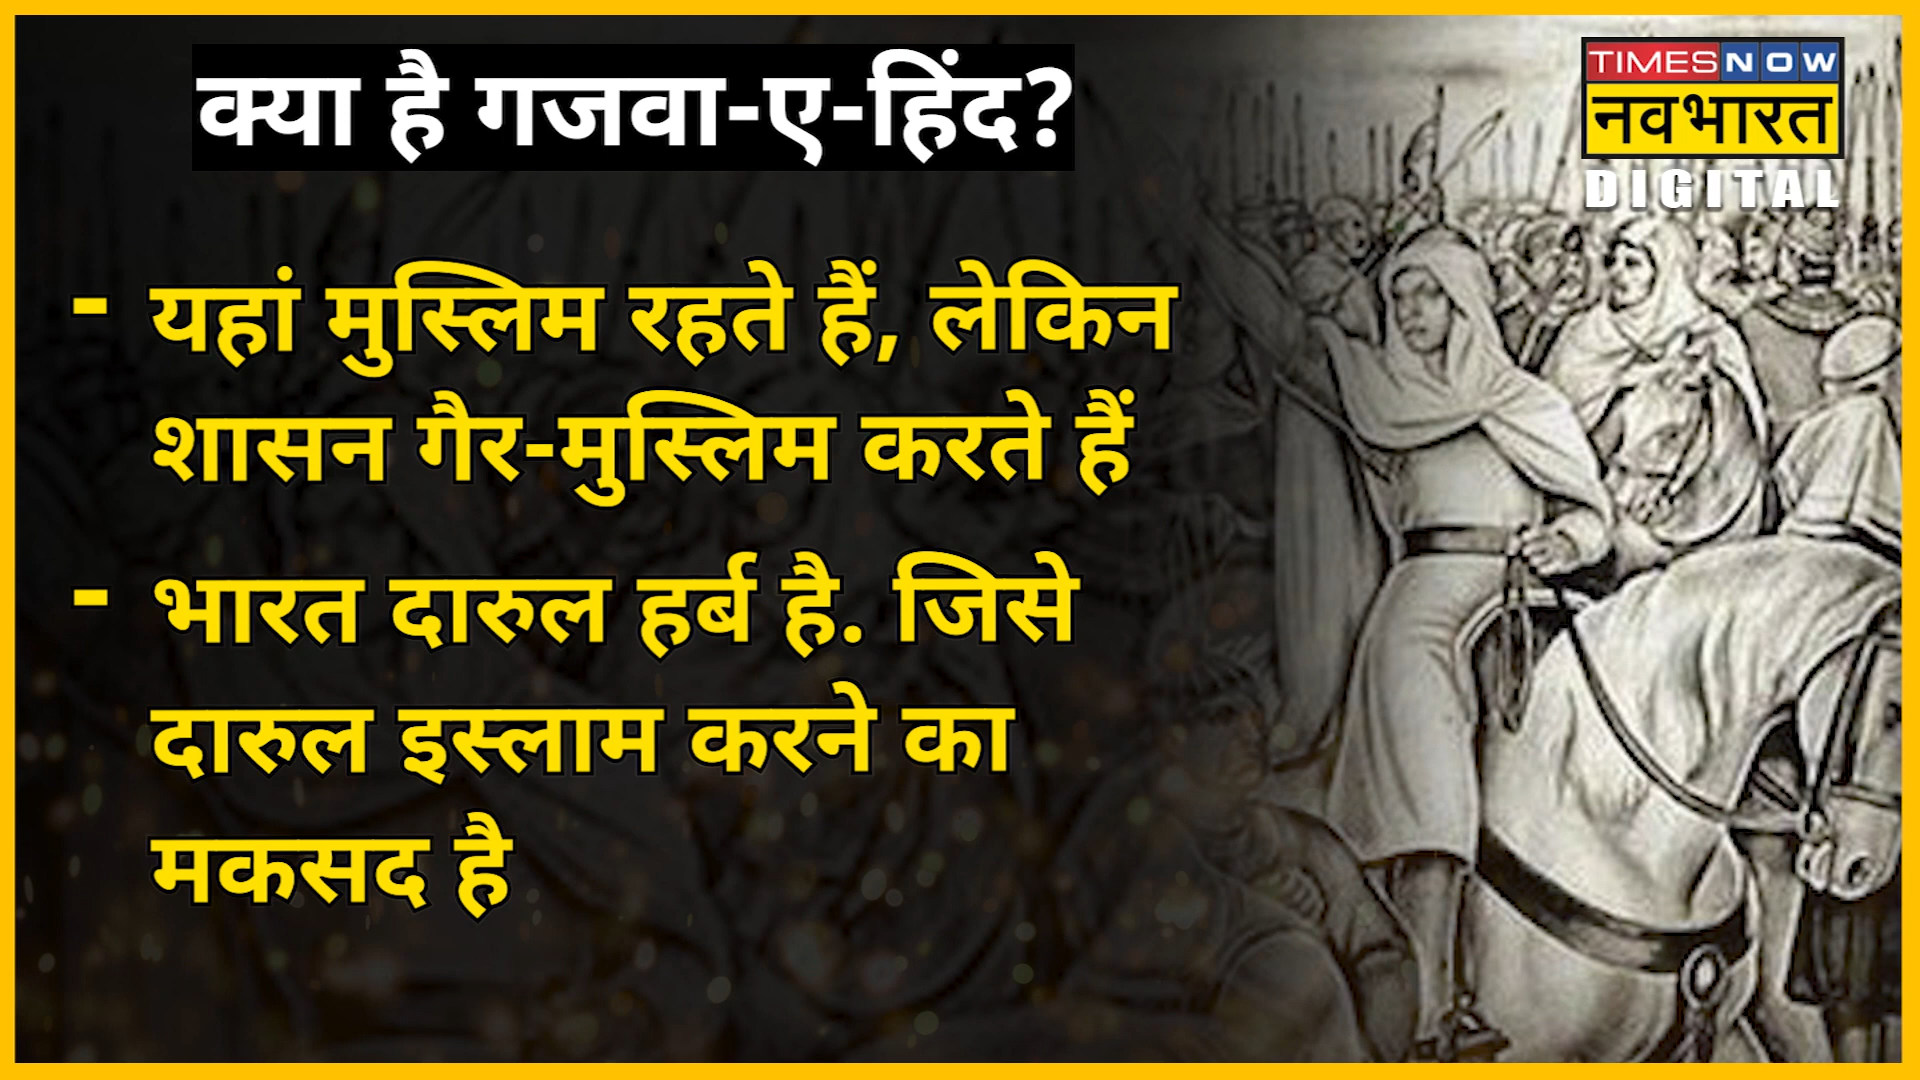 क्या है गजवा-ए-हिंद?
TIMES NOW
नवभारत
DIGITAL
- यहां मुस्लिम रहते हैं, लेकिन
शासन गैर-मुस्लिम करते हैं
- भारत दारुल हर्ब है. जिसे
दारुल इस्लाम करने का
मकसद है